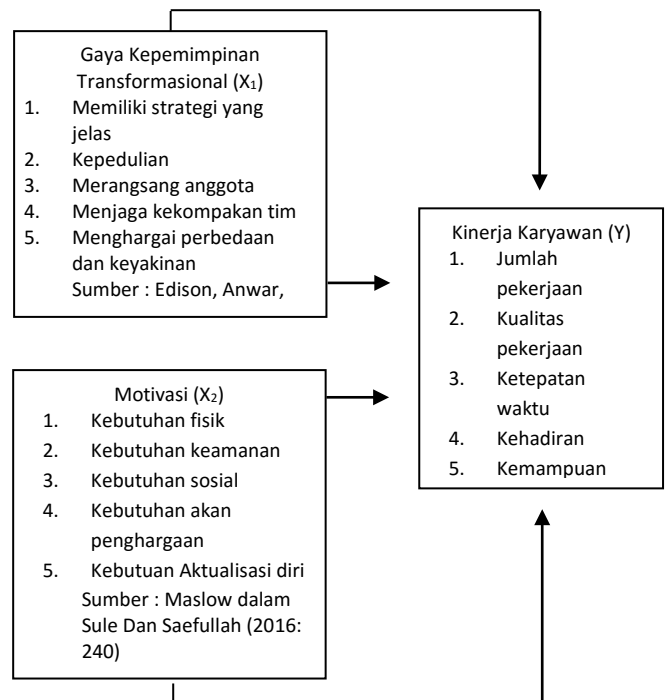 Gaya Kepemimpinan
Transformasional (X₁)
1. Memiliki strategi yang
jelas
2. Kepedulian
3. Merangsang anggota
4. Menjaga kekompakan tim
5. Menghargai perbedaan
dan keyakinan
Sumber : Edison, Anwar,
Motivasi (X₂)
1. Kebutuhan fisik
2. Kebutuhan keamanan
3. Kebutuhan sosial
4. Kebutuhan akan
penghargaan
5. Kebutuan Aktualisasi diri
Sumber : Maslow dalam
Sule Dan Saefullah (2016:
240)
Kinerja Karyawan (Y)
1. Jumlah
pekerjaan
2. Kualitas
pekerjaan
3. Ketepatan
waktu
4. Kehadiran
5. Kemampuan